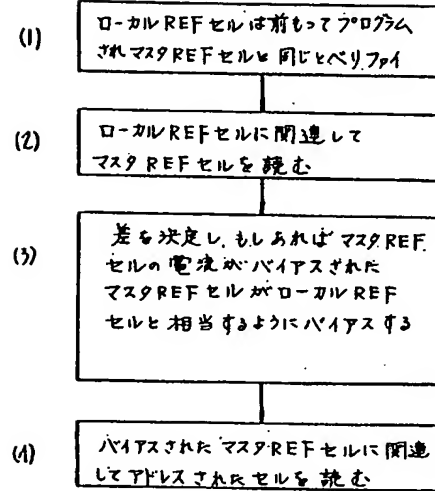 (1)
ローカルREFセルは前もってプログラム
されマスタREFセルと同じとベリファイ
(2)
ローカルREFセルに関連して
マスタREFセルを読む
(3)
差を決定し、もしあればマスタREF
セルの電流がバイアスされた
マスタREFセルがローカルREF
セルと相当するようにバイアスする
(4)
バイアスされたマスタREFセルに関連
してアドレスされたセルを読む